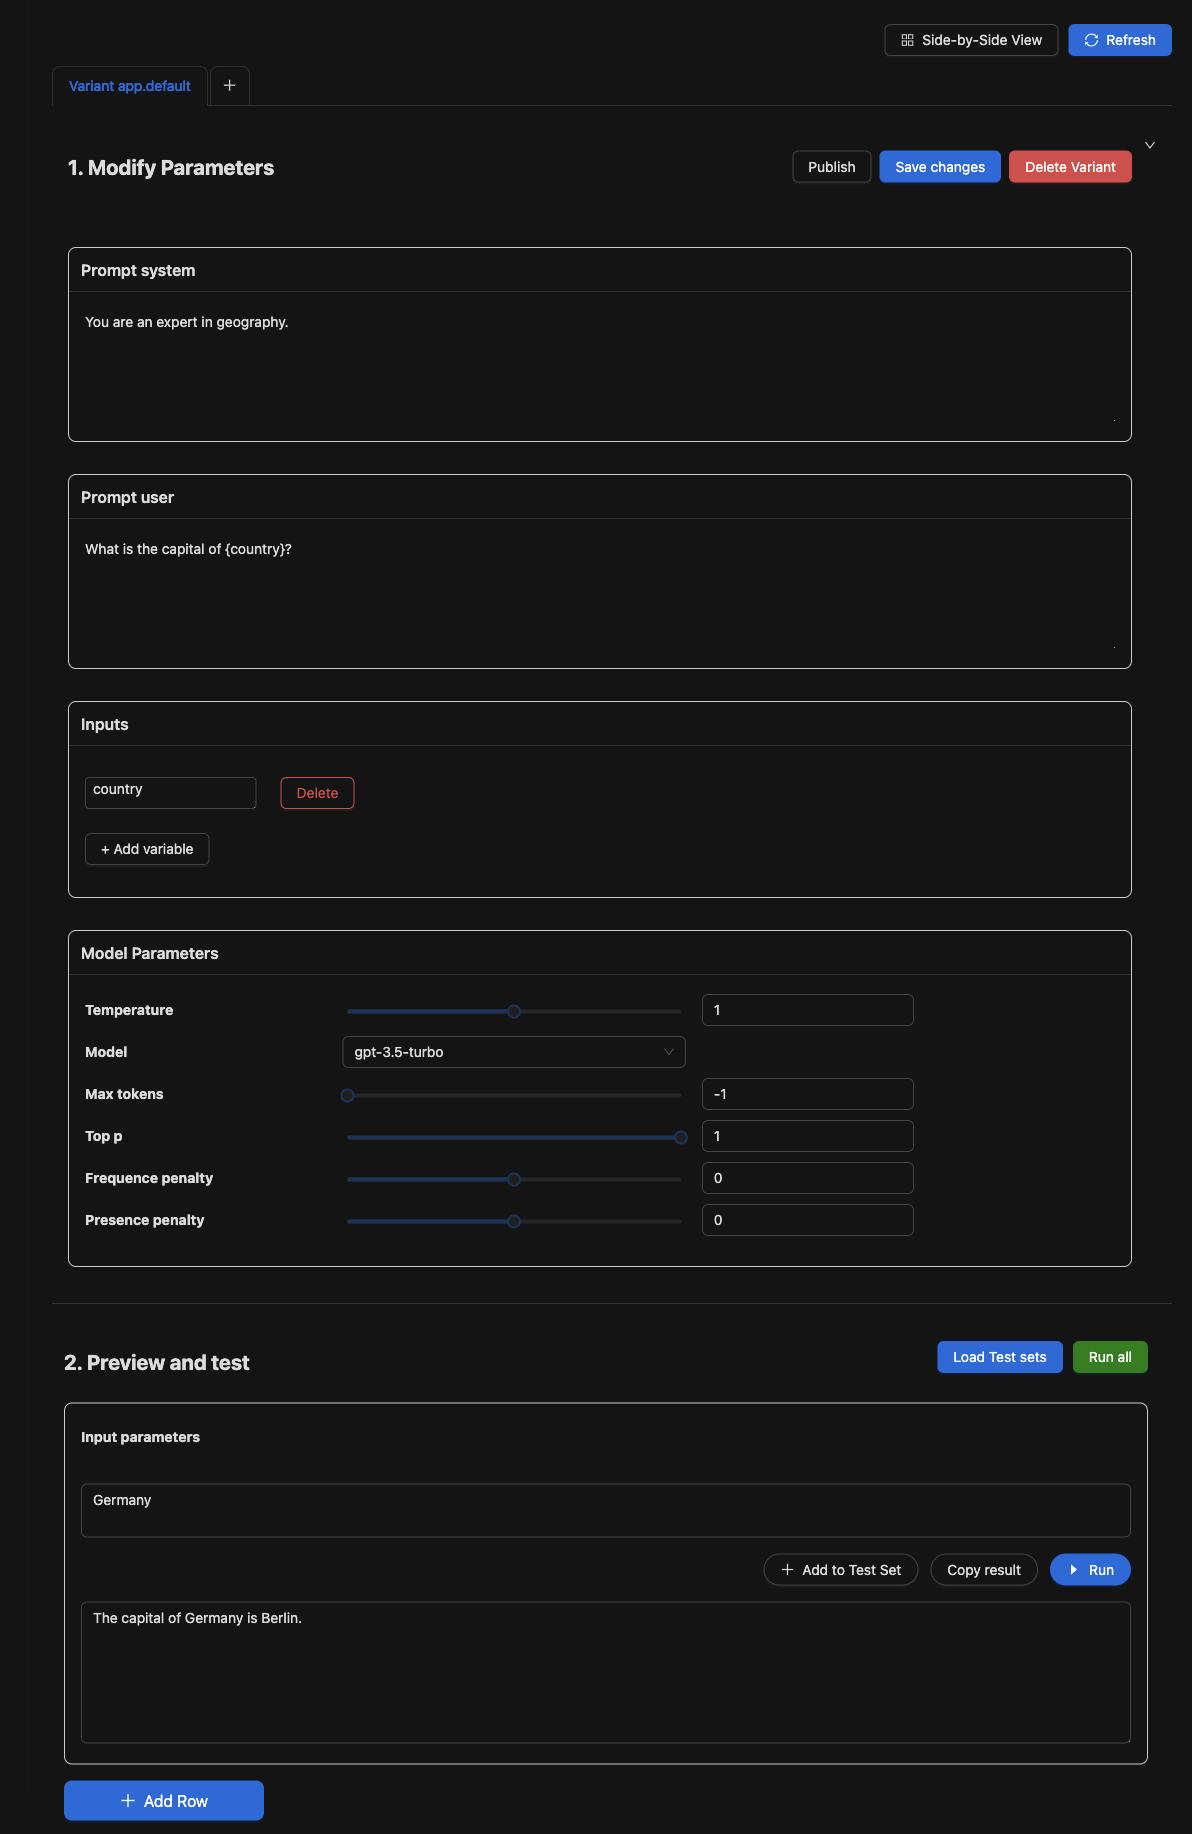 Side-by-Side View
Refresh
Variant app.default
+
1. Modify Parameters
Publish
Save changes
Delete Variant
Prompt system
You are an expert in geography.
Prompt user
What is the capital of {country}?
Inputs
country
Delete
+ Add variable
Model Parameters
Temperature
1
Model
gpt-3.5-turbo
Max tokens
-1
Top p
1
Frequence penalty
0
Presence penalty
0
2. Preview and test
Load Test sets
Run all
Input parameters
Germany
+ Add to Test Set
Copy result
Run
The capital of Germany is Berlin.
+ Add Row